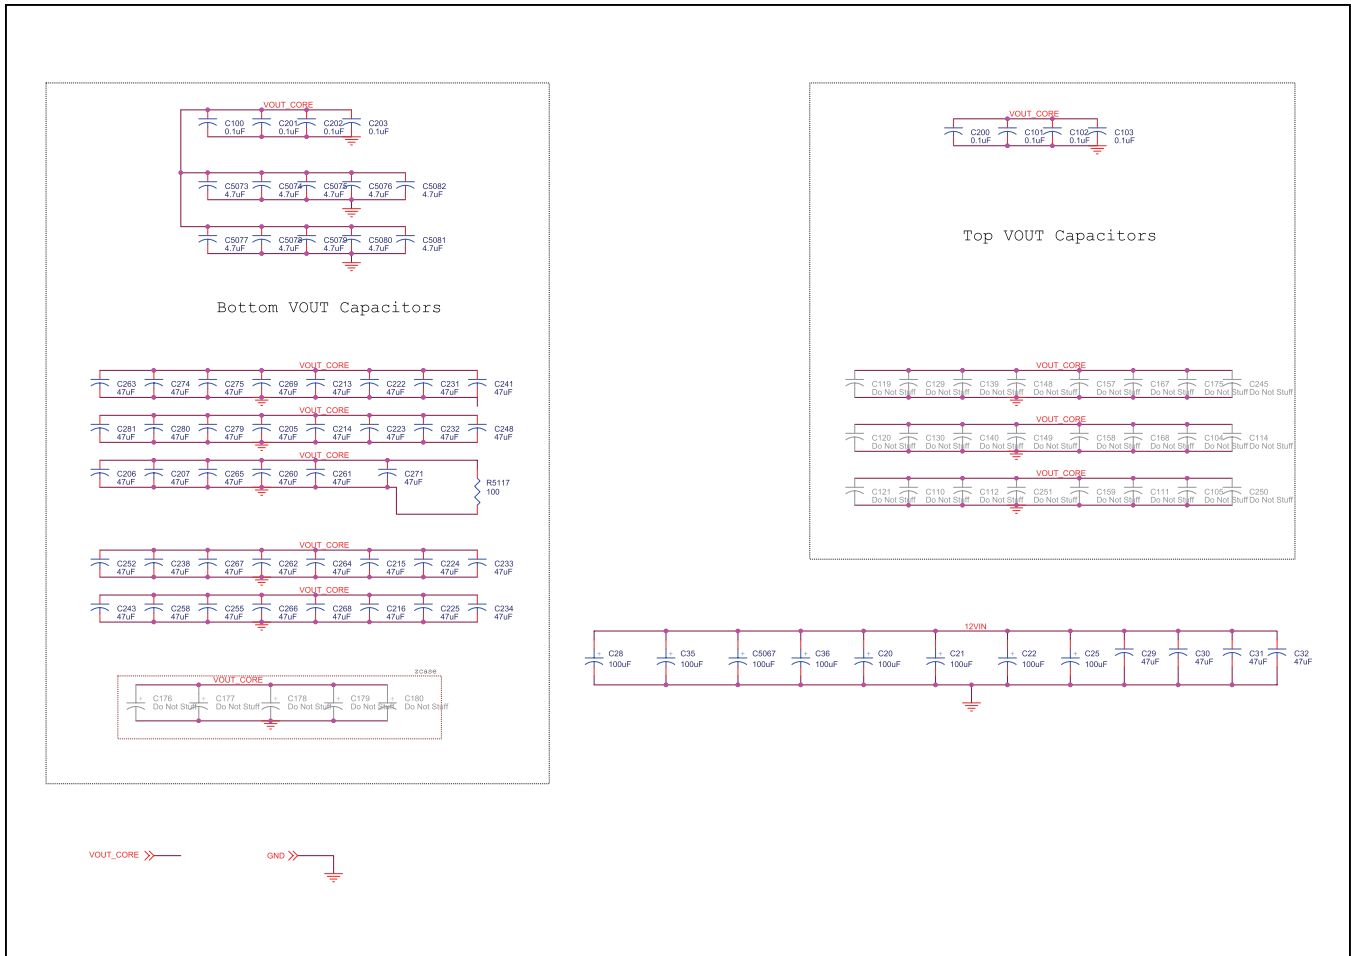 VOUT_CORE
C100 C201 C202 C203
0.1uF 0.1uF 0.1uF 0.1uF
C5073 C5074 C5075 C5076 C5082
4.7uF 4.7uF 4.7uF 4.7uF 4.7uF
C5077 C5078 C5079 C5080 C5081
4.7uF 4.7uF 4.7uF 4.7uF 4.7uF
Bottom VOUT Capacitors
VOUT_CORE
C263 C274 C275 C269 C213 C222 C231 C241
47uF 47uF 47uF 47uF 47uF 47uF 47uF 47uF
VOUT_CORE
C281 C280 C279 C205 C214 C223 C232 C248
47uF 47uF 47uF 47uF 47uF 47uF 47uF 47uF
VOUT_CORE
C206 C207 C265 C260 C261 C271
47uF 47uF 47uF 47uF 47uF 47uF
R5117
100
VOUT_CORE
C252 C238 C267 C262 C264 C215 C224 C233
47uF 47uF 47uF 47uF 47uF 47uF 47uF 47uF
VOUT_CORE
C243 C258 C255 C266 C268 C216 C225 C234
47uF 47uF 47uF 47uF 47uF 47uF 47uF 47uF
zcase
VOUT_CORE
C176 C177 C178 C179 C180
Do Not Stuff Do Not Stuff Do Not Stuff Do Not Stuff Do Not Stuff
VOUT_CORE
GND
VOUT_CORE
C200 C101 C102 C103
0.1uF 0.1uF 0.1uF 0.1uF
Top VOUT Capacitors
VOUT_CORE
C119 C129 C139 C148 C157 C167 C175 C245
Do Not Stuff Do Not Stuff Do Not Stuff Do Not Stuff Do Not Stuff Do Not Stuff Do Not Stuff Do Not Stuff
VOUT_CORE
C120 C130 C140 C149 C158 C168 C104 C114
Do Not Stuff Do Not Stuff Do Not Stuff Do Not Stuff Do Not Stuff Do Not Stuff Do Not Stuff Do Not Stuff
VOUT_CORE
C121 C110 C112 C251 C159 C111 C105 C250
Do Not Stuff Do Not Stuff Do Not Stuff Do Not Stuff Do Not Stuff Do Not Stuff Do Not Stuff Do Not Stuff
12VIN
C28 C35 C5067 C36 C20 C21 C22 C25 C29 C30 C31 C32
100uF 100uF 100uF 100uF 100uF 100uF 100uF 100uF 47uF 47uF 47uF 47uF